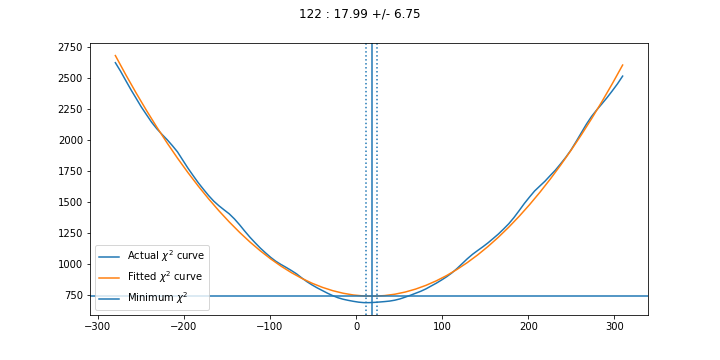 122 : 17.99 +/- 6.75
2750
2500
2250
2000
1750
1500
1250
1000
750
Actual χ² curve
Fitted χ² curve
Minimum χ²
−300 −200 −100 0 100 200 300